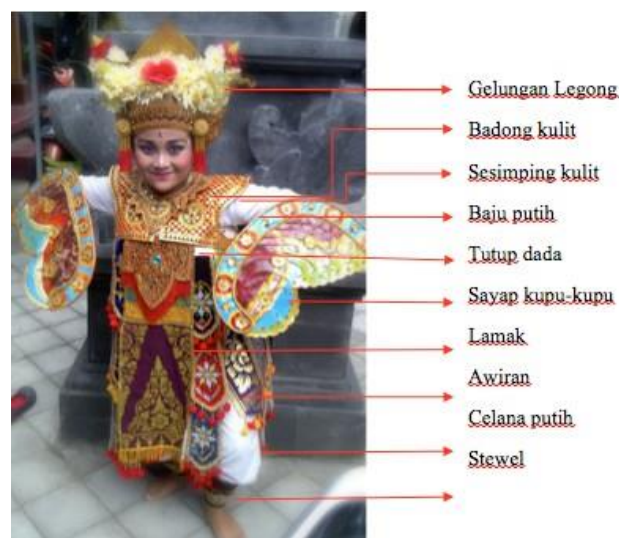 Gelungan Legong
Badong kulit
Sesimping kulit
Baju putih
Tutup dada
Sayap kupu-kupu
Lamak
Awiran
Celana putih
Stewel